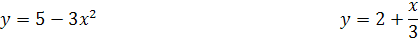 y = 5 − 3x² y = 2 + x/3